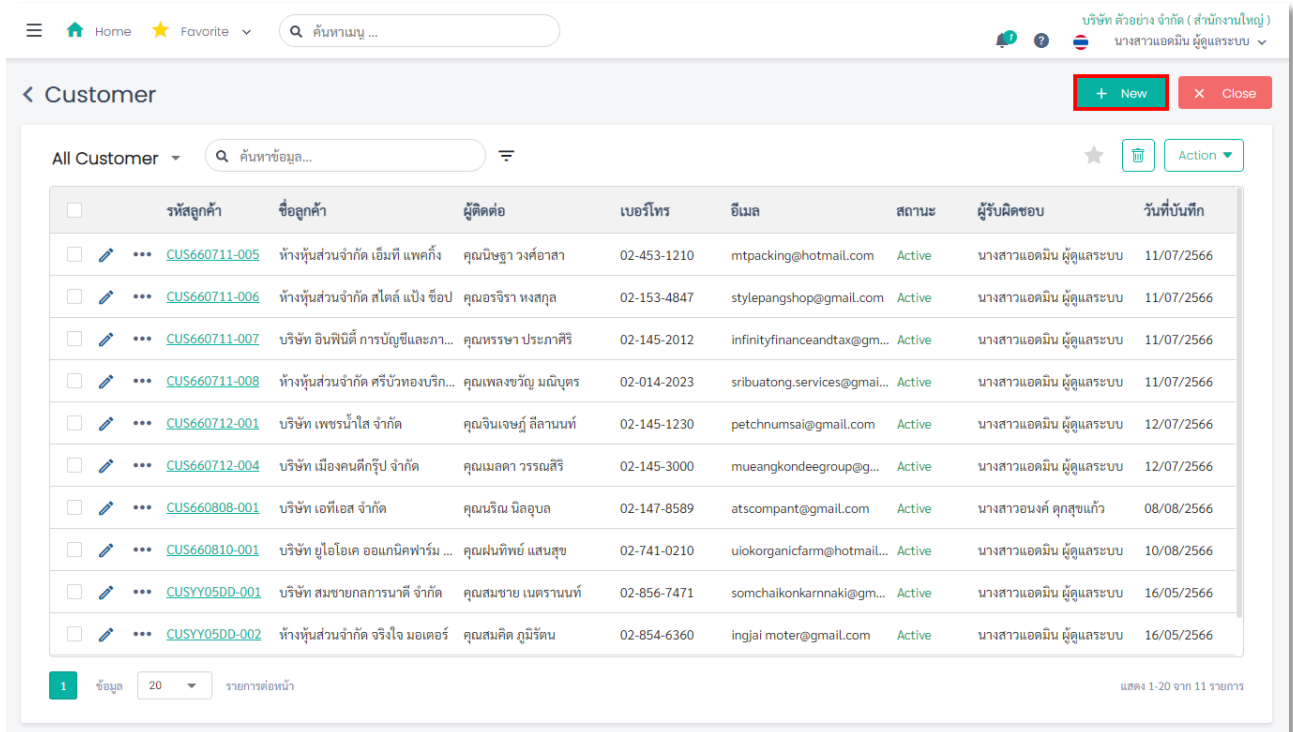 บริษัท ตัวอย่าง จำกัด ( สำนักงานใหญ่ )
Home Favorite ค้นหาเมนู ... 1 ? นางสาวแอดมิน ผู้ดูแลระบบ
Customer + New × Close
All Customer ค้นหาข้อมูล... Action
รหัสลูกค้า ชื่อลูกค้า ผู้ติดต่อ เบอร์โทร อีเมล สถานะ ผู้รับผิดชอบ วันที่บันทึก
CUS660711-005 ห้างหุ้นส่วนจำกัด เอ็มที แพคกิ้ง คุณนิษฐา วงศ์อาสา 02-453-1210 mtpacking@hotmail.com Active นางสาวแอดมิน ผู้ดูแลระบบ 11/07/2566
CUS660711-006 ห้างหุ้นส่วนจำกัด สไตล์ แป้ง ช็อป คุณอรจิรา หงสกุล 02-153-4847 stylepangshop@gmail.com Active นางสาวแอดมิน ผู้ดูแลระบบ 11/07/2566
CUS660711-007 บริษัท อินฟินิตี้ การบัญชีและภา... คุณหรรษา ประภาศิริ 02-145-2012 infinityfinanceandtax@gm... Active นางสาวแอดมิน ผู้ดูแลระบบ 11/07/2566
CUS660711-008 ห้างหุ้นส่วนจำกัด ศรีบัวทองบริก... คุณเพลงขวัญ มณิบุตร 02-014-2023 sribuatong.services@gmai... Active นางสาวแอดมิน ผู้ดูแลระบบ 11/07/2566
CUS660712-001 บริษัท เพชรน้ำใส จำกัด คุณจินเจษฎ์ ลีลานนท์ 02-145-1230 petchnumsai@gmail.com Active นางสาวแอดมิน ผู้ดูแลระบบ 12/07/2566
CUS660712-004 บริษัท เมืองคนดีกรุ๊ป จำกัด คุณเมลดา วรรณสิริ 02-145-3000 mueangkondeegroup@g... Active นางสาวแอดมิน ผู้ดูแลระบบ 12/07/2566
CUS660808-001 บริษัท เอทีเอส จำกัด คุณนริณ นิลอุบล 02-147-8589 atscompant@gmail.com Active นางสาวอนงค์ ตุกสุขแก้ว 08/08/2566
CUS660810-001 บริษัท ยูไอโอเค ออแกนิคฟาร์ม ... คุณฝนทิพย์ แสนสุข 02-741-0210 uiokorganicfarm@hotmail... Active นางสาวแอดมิน ผู้ดูแลระบบ 10/08/2566
CUSYY05DD-001 บริษัท สมชายกลการนาดี จำกัด คุณสมชาย เนตรานนท์ 02-856-7471 somchaikonkarnnaki@gm... Active นางสาวแอดมิน ผู้ดูแลระบบ 16/05/2566
CUSYY05DD-002 ห้างหุ้นส่วนจำกัด จริงใจ มอเตอร์ คุณสมคิด ภูมิรัตน 02-854-6360 ingjai moter@gmail.com Active นางสาวแอดมิน ผู้ดูแลระบบ 16/05/2566
1 ข้อมูล 20 รายการต่อหน้า แสดง 1-20 จาก 11 รายการ